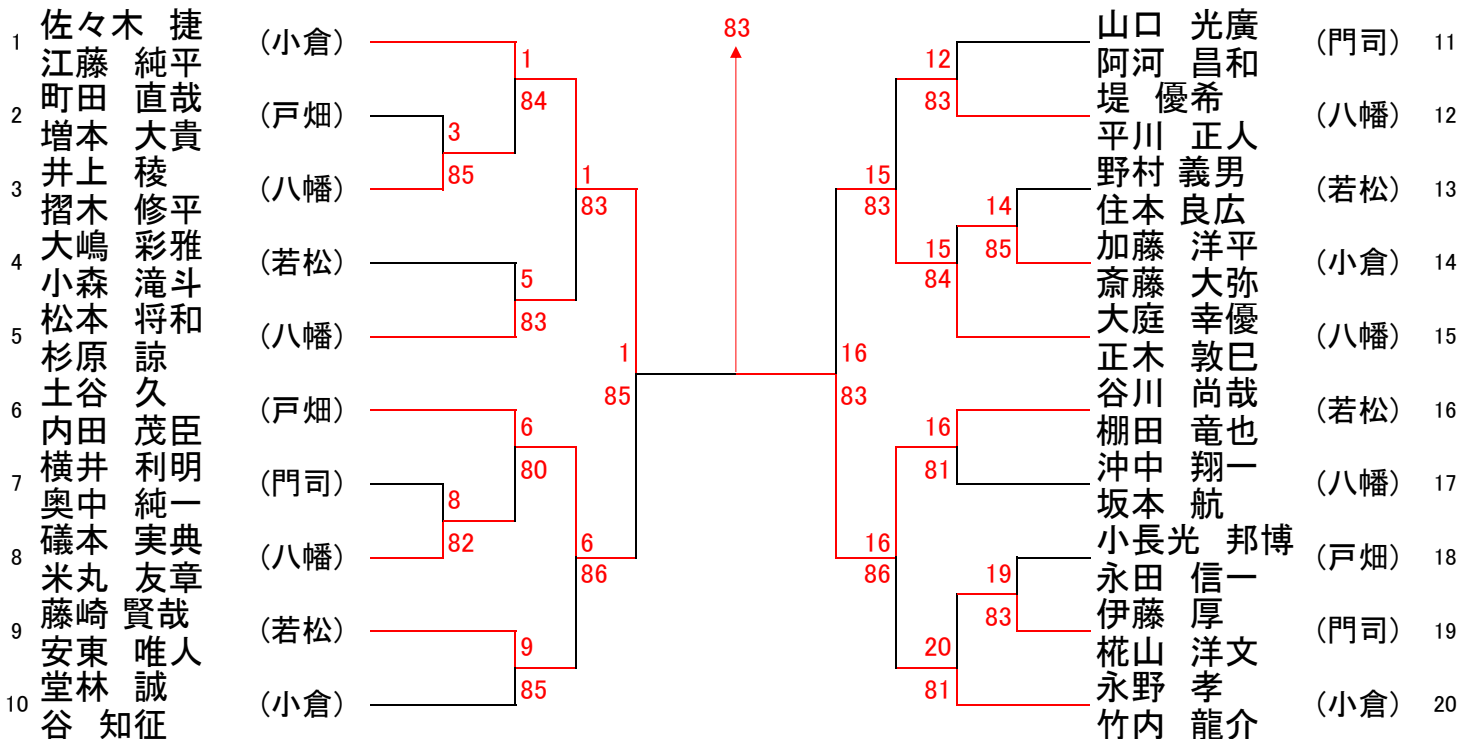 1 佐々木 捷 (小倉)
江藤 純平
町田 直哉
2 増本 大貴 (戸畑)
井上 稜
3 摺木 修平 (八幡)
大嶋 彩雅
4 小森 滝斗 (若松)
松本 将和
5 杉原 諒 (八幡)
土谷 久
6 内田 茂臣 (戸畑)
横井 利明
7 奥中 純一 (門司)
礒本 実典
8 米丸 友章 (八幡)
藤崎 賢哉
9 安東 唯人 (若松)
堂林 誠
10 谷 知征 (小倉)
1
84
3
85
1
83
5
83
1
85
6
80
8
82
6
86
9
85
83
12
83
15
83
14
85
15
84
16
83
16
81
16
86
19
83
20
81
山口 光廣
阿河 昌和 (門司) 11
堤 優希
平川 正人 (八幡) 12
野村 義男
住本 良広 (若松) 13
加藤 洋平
斎藤 大弥 (小倉) 14
大庭 幸優
正木 敦巳 (八幡) 15
谷川 尚哉
棚田 竜也 (若松) 16
沖中 翔一
坂本 航 (八幡) 17
小長光 邦博
永田 信一 (戸畑) 18
伊藤 厚
椛山 洋文 (門司) 19
永野 孝
竹内 龍介 (小倉) 20